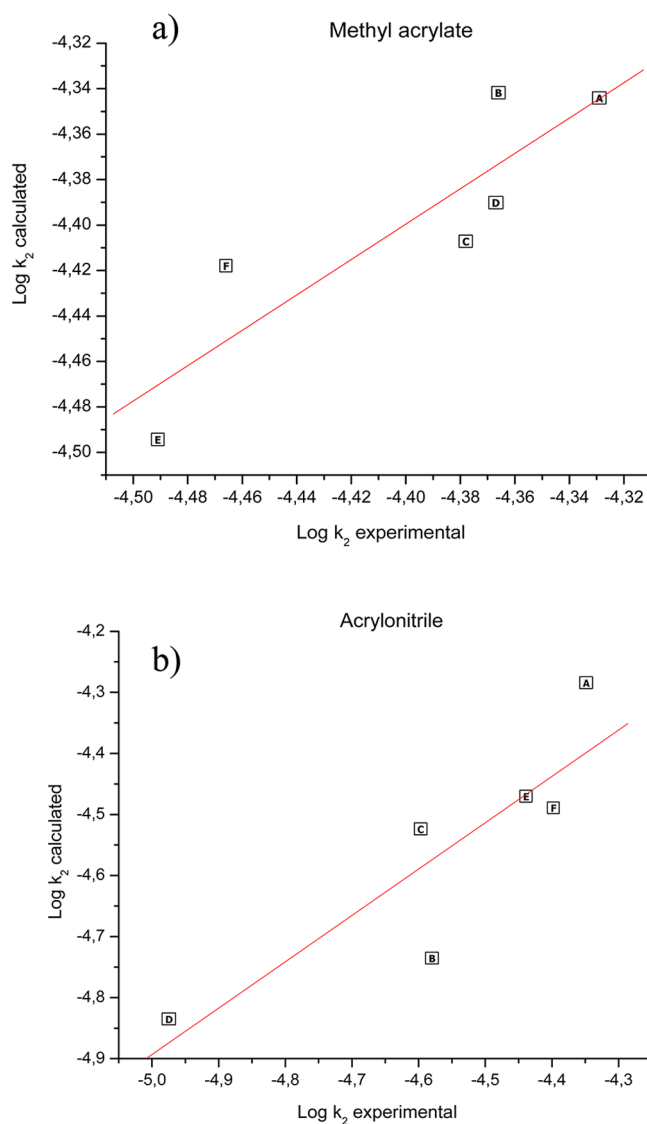 a)
Methyl acrylate
-4,32
-4,34
-4,36
-4,38
-4,40
-4,42
-4,44
-4,46
-4,48
-4,50
Log k2 calculated
B
A
D
C
F
E
-4,50 -4,48 -4,46 -4,44 -4,42 -4,40 -4,38 -4,36 -4,34 -4,32
Log k2 experimental
Acrylonitrile
b)
-4,2
-4,3
-4,4
-4,5
-4,6
-4,7
-4,8
-4,9
Log k2 calculated
A
E
F
C
B
D
-5,0 -4,9 -4,8 -4,7 -4,6 -4,5 -4,4 -4,3
Log k2 experimental